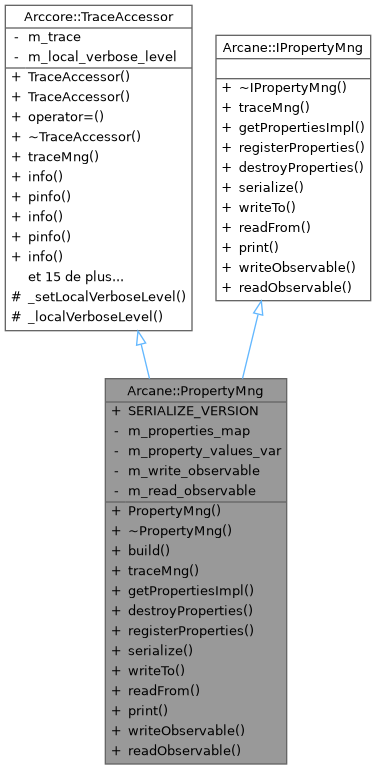 Arccore::TraceAccessor
- m_trace
- m_local_verbose_level
+ TraceAccessor()
+ TraceAccessor()
+ operator=()
+ ~TraceAccessor()
+ traceMng()
+ info()
+ pinfo()
+ info()
+ pinfo()
+ info()
et 15 de plus...
# _setLocalVerboseLevel()
# _localVerboseLevel()
Arcane::IPropertyMng
+ ~IPropertyMng()
+ traceMng()
+ getPropertiesImpl()
+ registerProperties()
+ destroyProperties()
+ serialize()
+ writeTo()
+ readFrom()
+ print()
+ writeObservable()
+ readObservable()
Arcane::PropertyMng
+ SERIALIZE_VERSION
- m_properties_map
- m_property_values_var
- m_write_observable
- m_read_observable
+ PropertyMng()
+ ~PropertyMng()
+ build()
+ traceMng()
+ getPropertiesImpl()
+ destroyProperties()
+ registerProperties()
+ serialize()
+ writeTo()
+ readFrom()
+ print()
+ writeObservable()
+ readObservable()